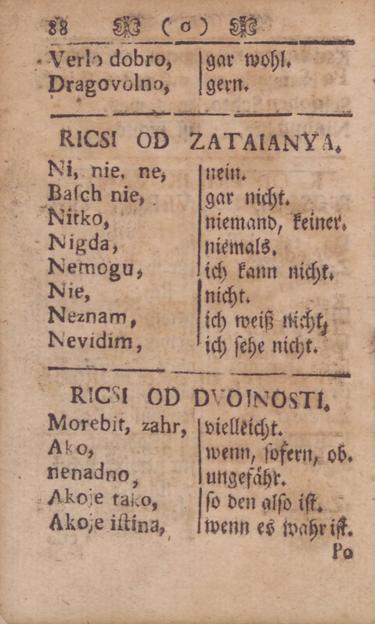 88 ( o )
Verlo dobro, gar wohl.
Dragovolno, gern.
RICSI OD ZATAIANYA.
Ni, nie, ne, nein.
Baſch nie, gar nicht.
Nitko, niemand, keiner.
Nigda, niemals.
Nemogu, ich kann nicht.
Nie, nicht.
Neznam, ich weiß nicht,
Nevidim, ich ſehe nicht.
RICSI OD DVOINOSTI.
Morebit, zahr, vielleicht.
Ako, wenn, ſofern, ob.
nenadno, ungefähr.
Akoje tako, ſo den alſo iſt.
Akoje iſtina, wenn es wahr iſt.
Po